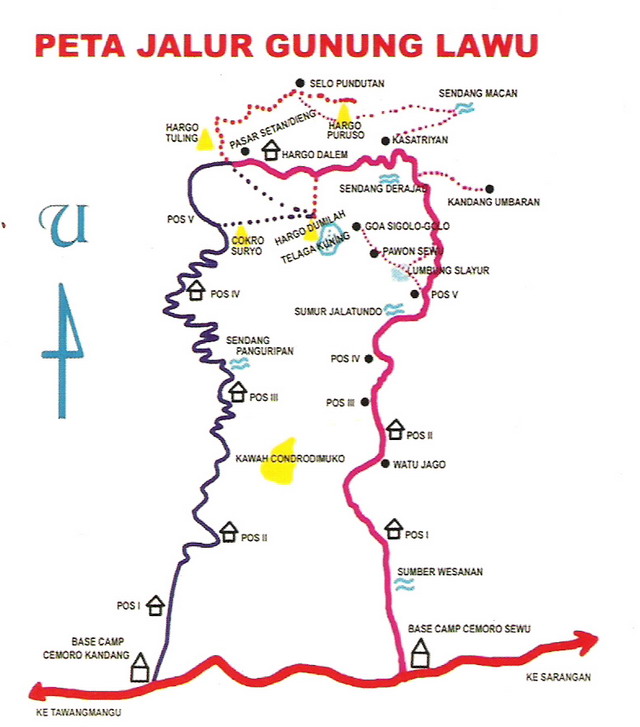 PETA JALUR GUNUNG LAWU
SELO PUNDUTAN
SENDANG MACAN
HARGO
TULING
PASAR SETAN/DIENG
HARGO
PURUSO
KASATRIYAN
HARGO DALEM
SENDANG DERAJAD
KANDANG UMBARAN
POS V
COKRO
SURYO
HARGO DUMILAH
TELAGA KUNING
GOA SIGOLO-GOLO
PAWON SEWU
LUMBUNG SLAYUR
U
POS IV
POS V
SUMUR JALATUNDO
SENDANG
PANGURIPAN
POS IV
POS III
POS III
POS II
KAWAH CONDRODIMUKO
WATU JAGO
POS II
POS I
SUMBER WESANAN
POS I
BASE CAMP
CEMORO KANDANG
BASE CAMP CEMORO SEWU
KE SARANGAN
KE TAWANGMANGU